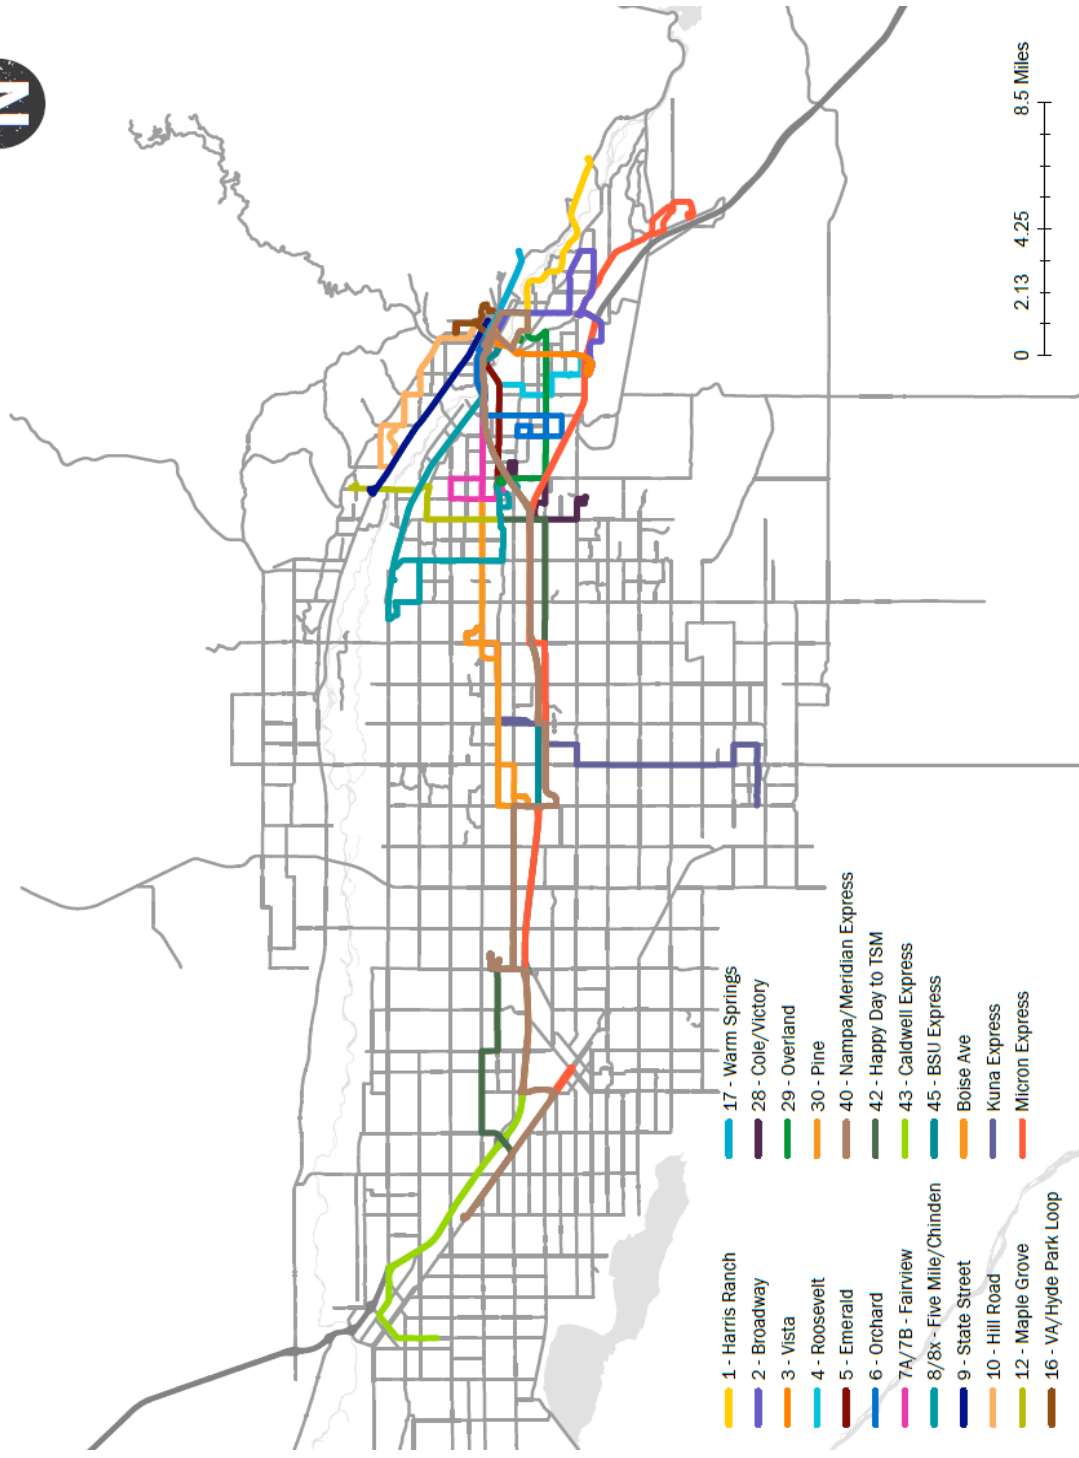 N
0 2.13 4.25 8.5 Miles
1 - Harris Ranch
2 - Broadway
3 - Vista
4 - Roosevelt
5 - Emerald
6 - Orchard
7A/7B - Fairview
8/8x - Five Mile/Chinden
9 - State Street
10 - Hill Road
12 - Maple Grove
16 - VA/Hyde Park Loop
17 - Warm Springs
28 - Cole/Victory
29 - Overland
30 - Pine
40 - Nampa/Meridian Express
42 - Happy Day to TSM
43 - Caldwell Express
45 - BSU Express
Boise Ave
Kuna Express
Micron Express